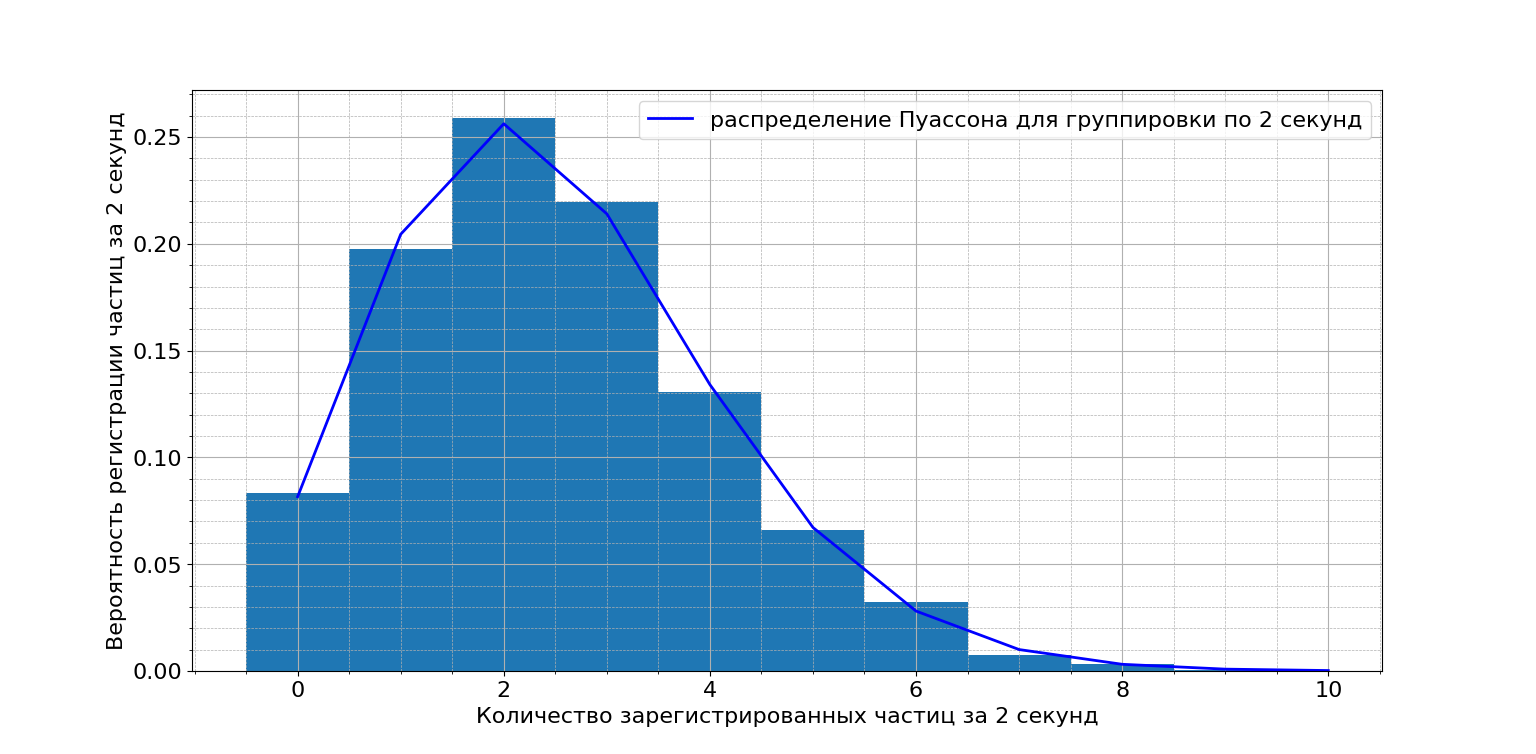 распределение Пуассона для группировки по 2 секунд
Вероятность регистрации частиц за 2 секунд
0.25
0.20
0.15
0.10
0.05
0.00
0 2 4 6 8 10
Количество зарегистрированных частиц за 2 секунд